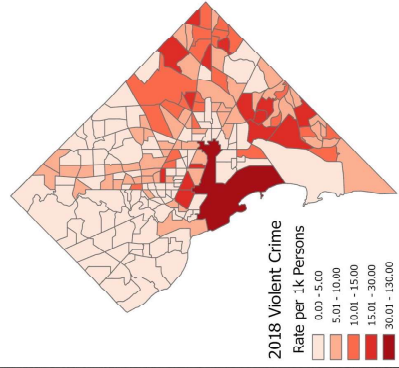 2018 Violent Crime
Rate per 1k Persons
0.00 - 5.00
5.01 - 10.00
10.01 - 15.00
15.01 - 30.00
30.01 - 130.00